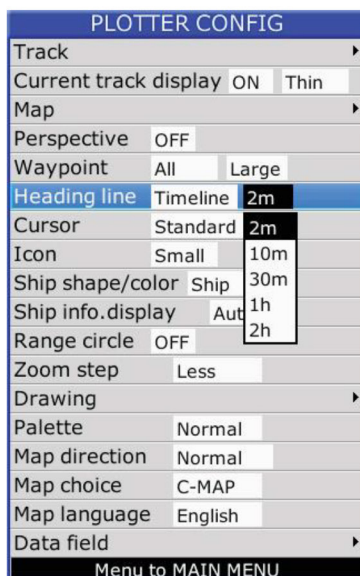 PLOTTER CONFIG
Track
Current track display ON Thin
Map
Perspective OFF
Waypoint All Large
Heading line Timeline 2m
Cursor Standard 2m
Icon Small 10m
Ship shape/color Ship 30m
Ship info.display Aut 1h
Range circle OFF 2h
Zoom step Less
Drawing
Palette Normal
Map direction Normal
Map choice C-MAP
Map language English
Data field
Menu to MAIN MENU